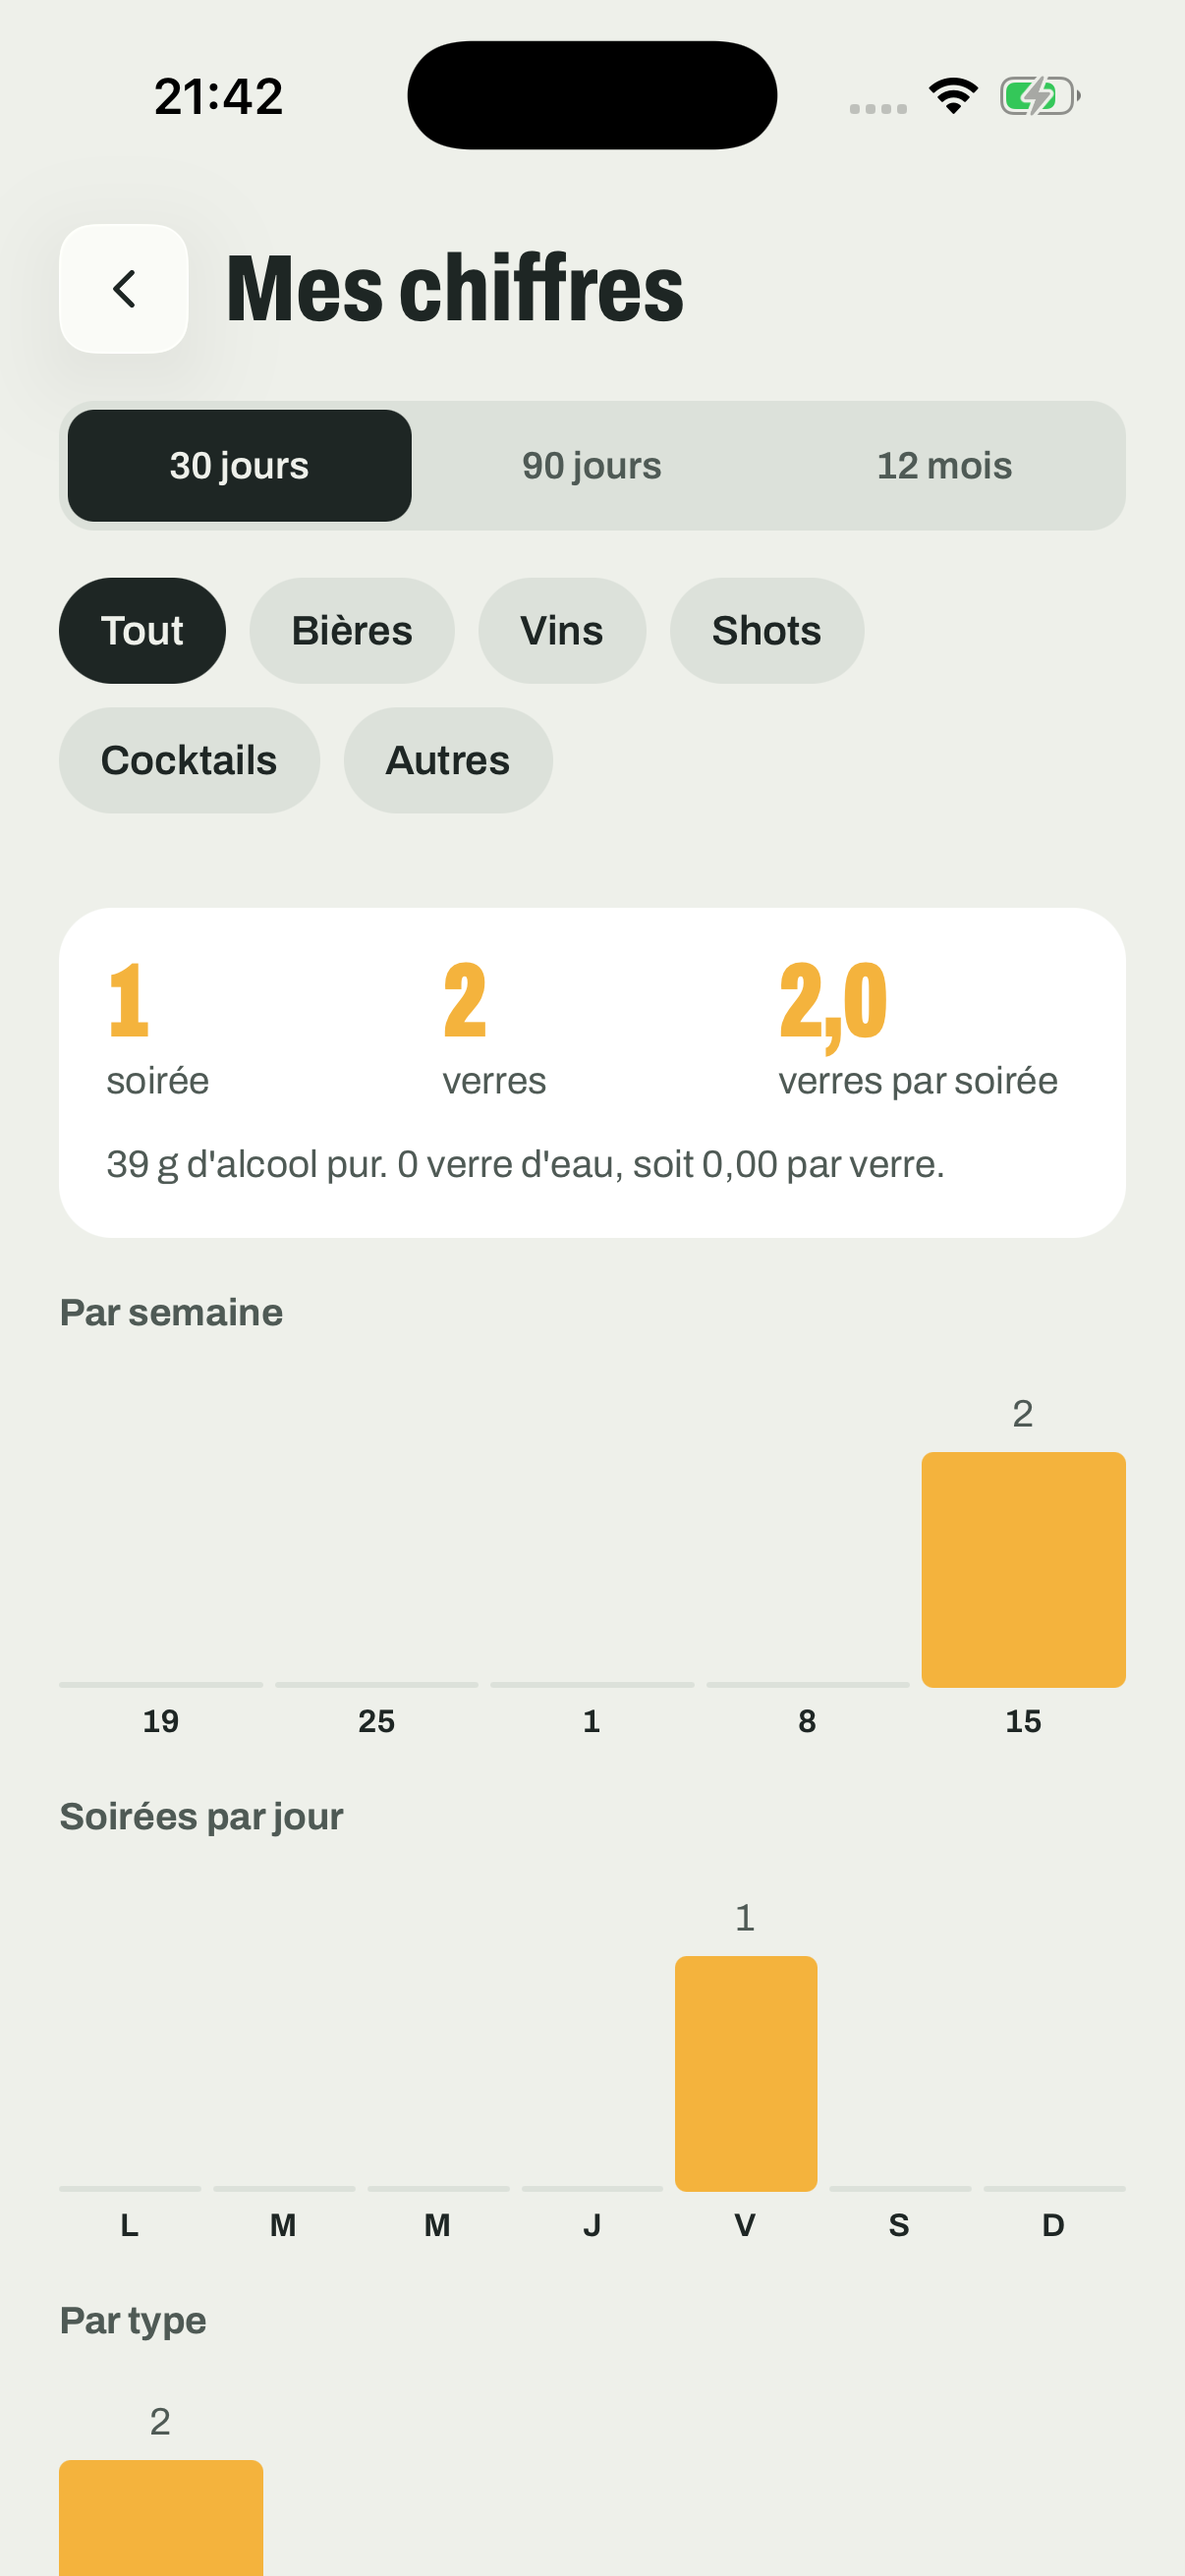 21:42
Mes chiffres
30 jours 90 jours 12 mois
Tout Bières Vins Shots
Cocktails Autres
1 2 2,0
soirée verres verres par soirée
39 g d'alcool pur. 0 verre d'eau, soit 0,00 par verre.
Par semaine
2
19 25 1 8 15
Soirées par jour
1
L M M J V S D
Par type
2